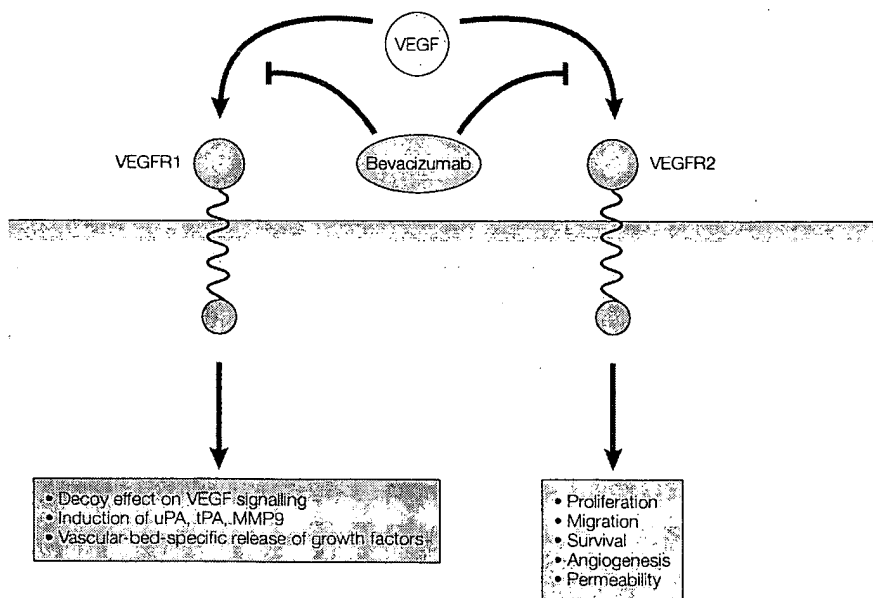 VEGF
VEGFR1
Bevacizumab
VEGFR2
• Decoy effect on VEGF signalling
• Induction of uPA, tPA, MMP9
• Vascular-bed-specific release of growth factors
• Proliferation
• Migration
• Survival
• Angiogenesis
• Permeability